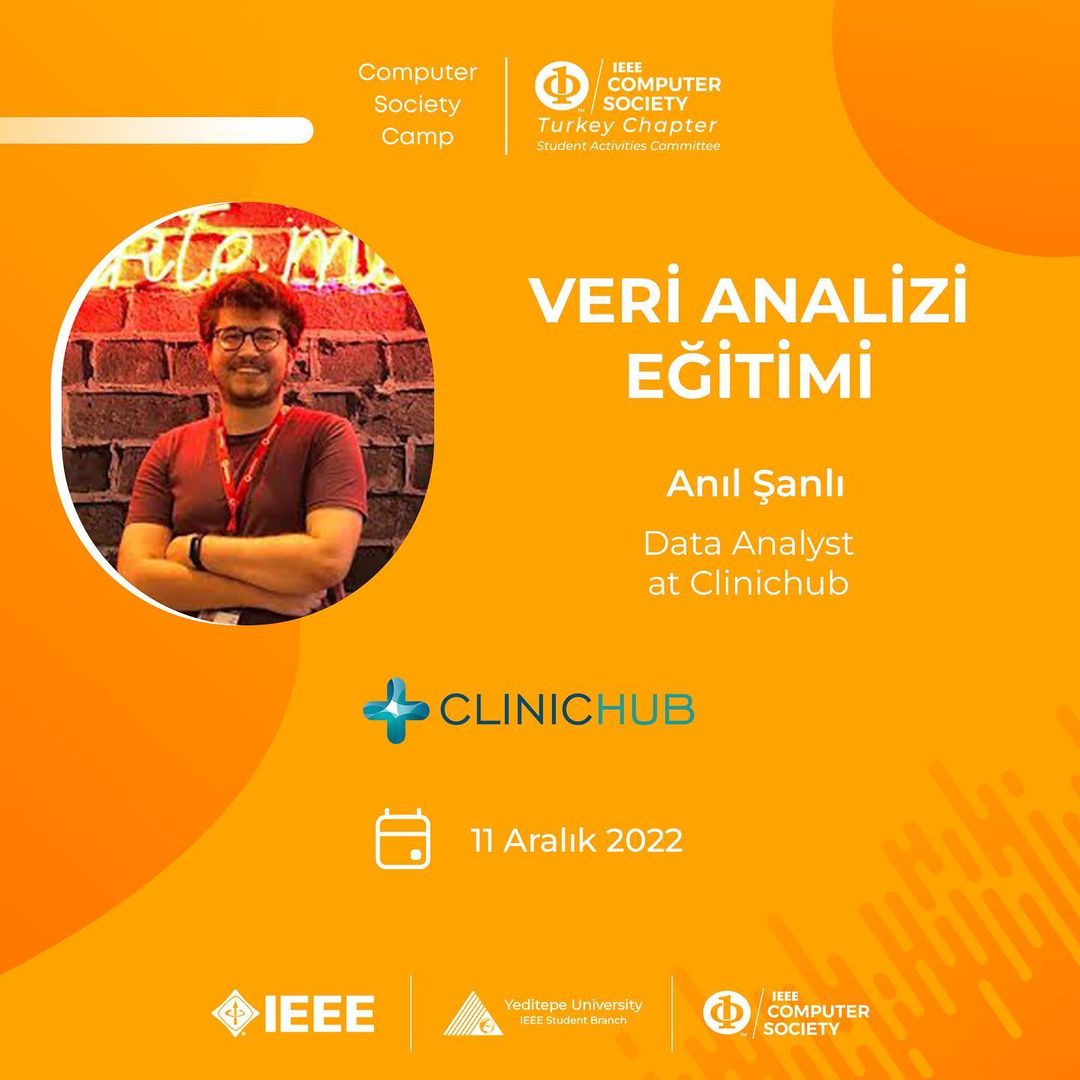 Computer
Society
Camp
IEEE
COMPUTER
SOCIETY
Turkey Chapter
Student Activities Committee
VERİ ANALİZİ
EĞİTİMİ
Anıl Şanlı
Data Analyst
at Clinichub
CLINICHUB
11 Aralık 2022
IEEE
Yeditepe University
IEEE Student Branch
IEEE
COMPUTER
SOCIETY